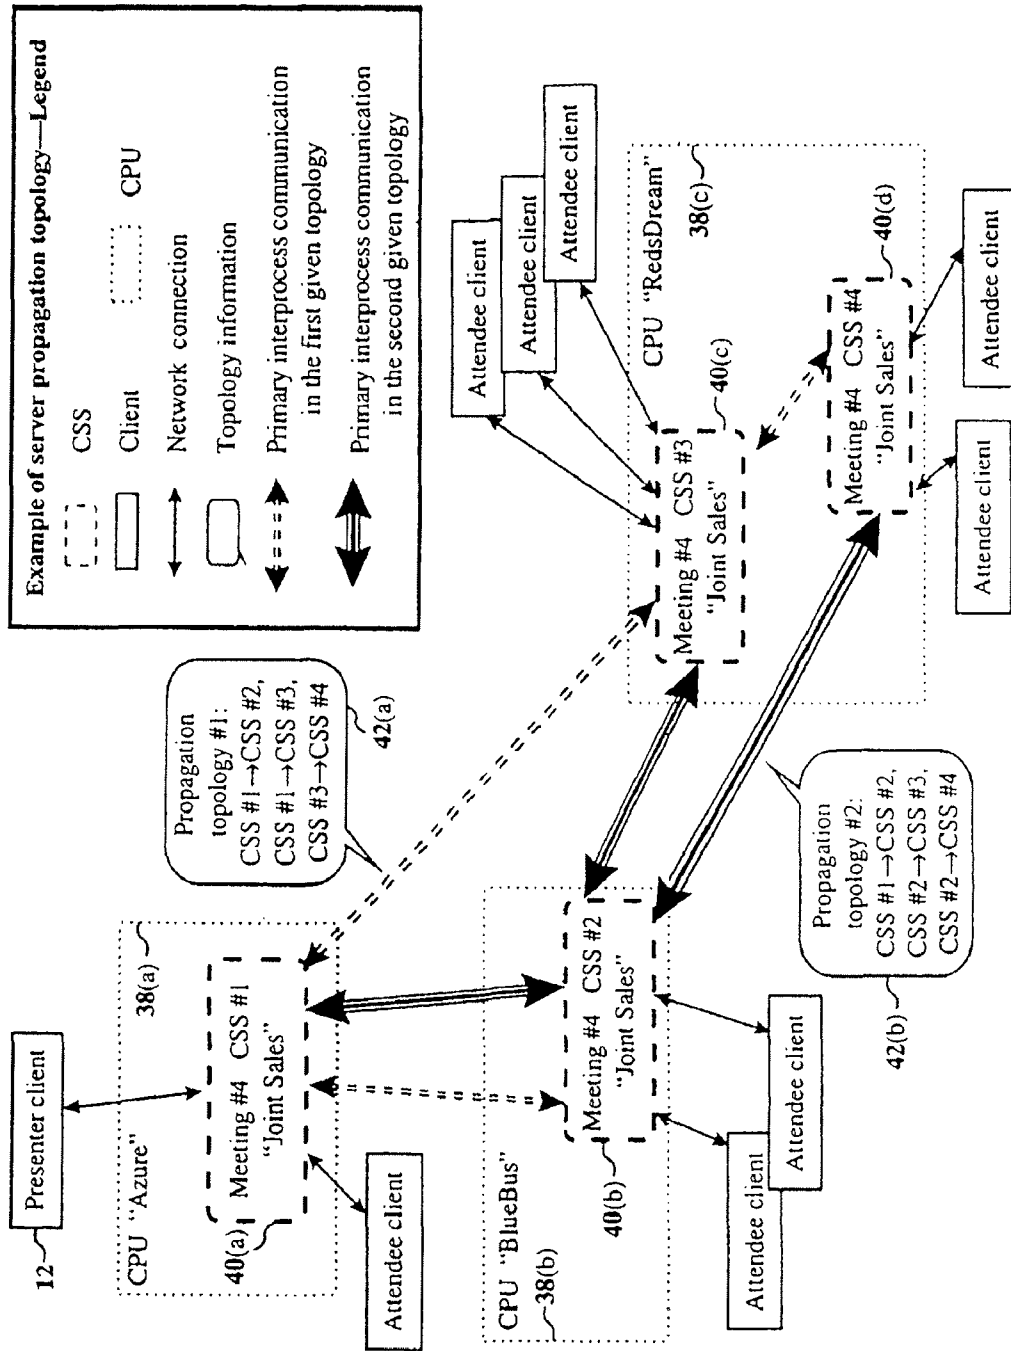 Example of server propagation topology—Legend
CSS
Client
CPU
Network connection
Topology information
Primary interprocess communication
in the first given topology
Primary interprocess communication
in the second given topology
12
Presenter client
CPU "Azure"
38(a)
Meeting #4 CSS #1
"Joint Sales"
40(a)
Attendee client
Propagation
topology #1:
CSS #1→CSS #2,
CSS #1→CSS #3,
CSS #3→CSS #4
42(a)
CPU "BlueBus"
38(b)
Meeting #4 CSS #2
"Joint Sales"
40(b)
Attendee client
Attendee client
Propagation
topology #2:
CSS #1→CSS #2,
CSS #2→CSS #3,
CSS #2→CSS #4
42(b)
Attendee client
Attendee client
Attendee client
CPU "RedsDream"
38(c)
Meeting #4 CSS #3
"Joint Sales"
40(c)
Meeting #4 CSS #4
"Joint Sales"
40(d)
Attendee client
Attendee client